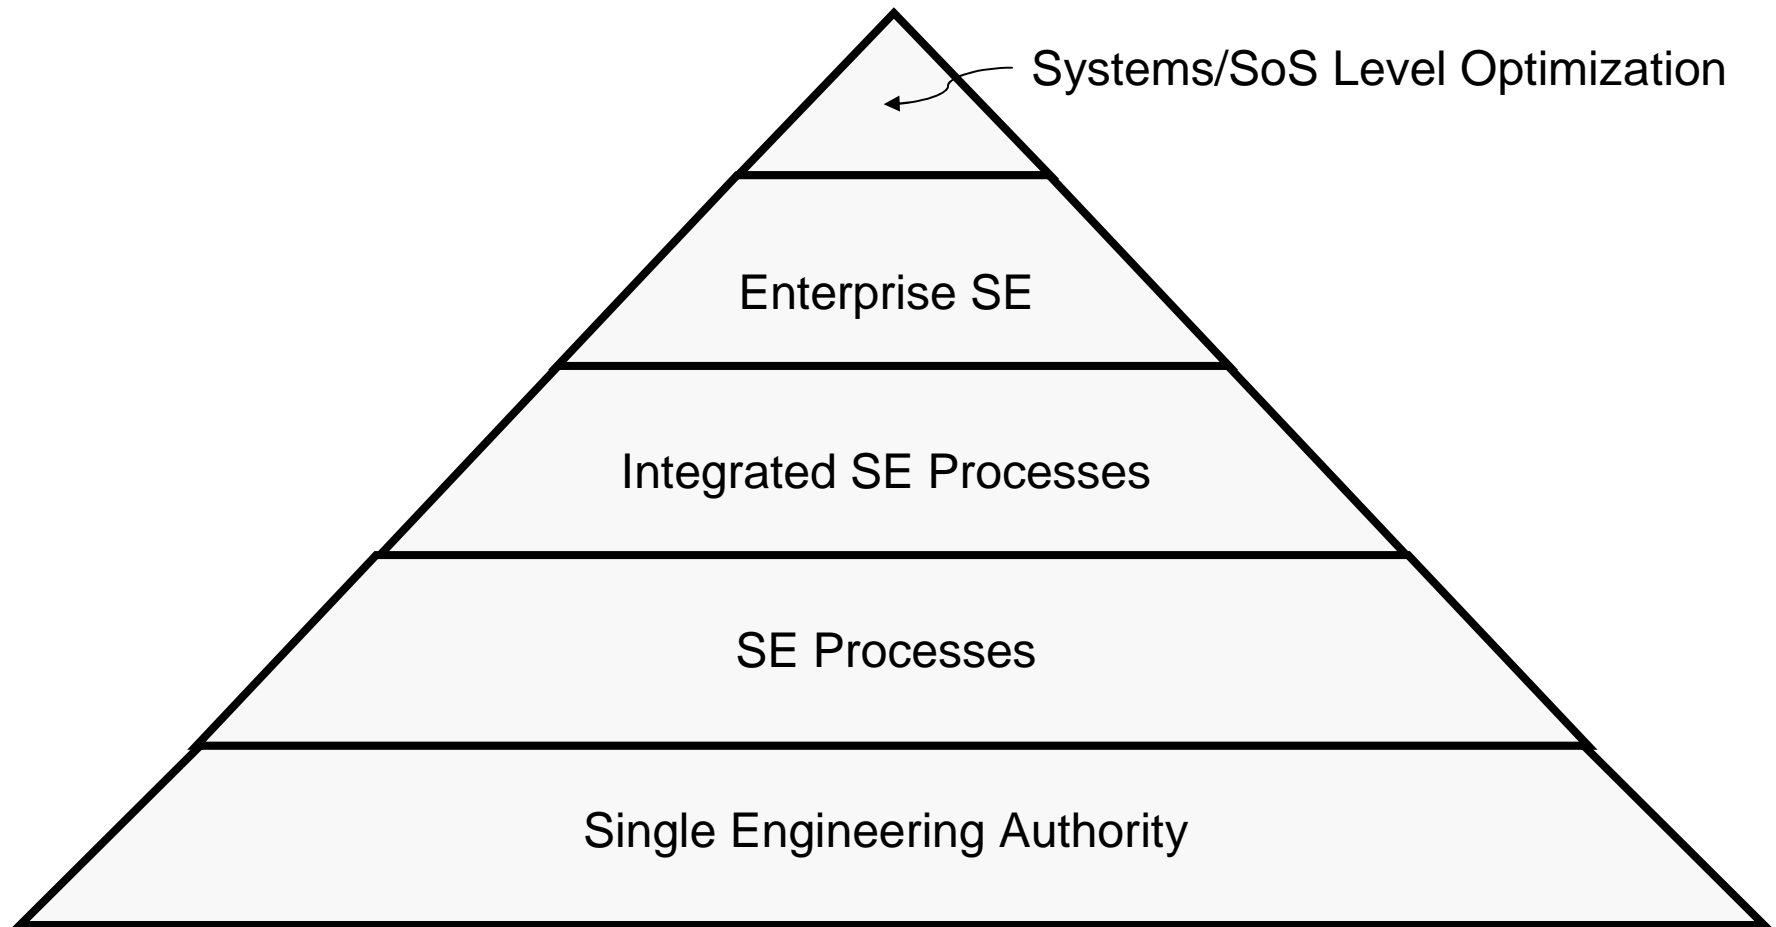 Systems/SoS Level Optimization
Enterprise SE
Integrated SE Processes
SE Processes
Single Engineering Authority